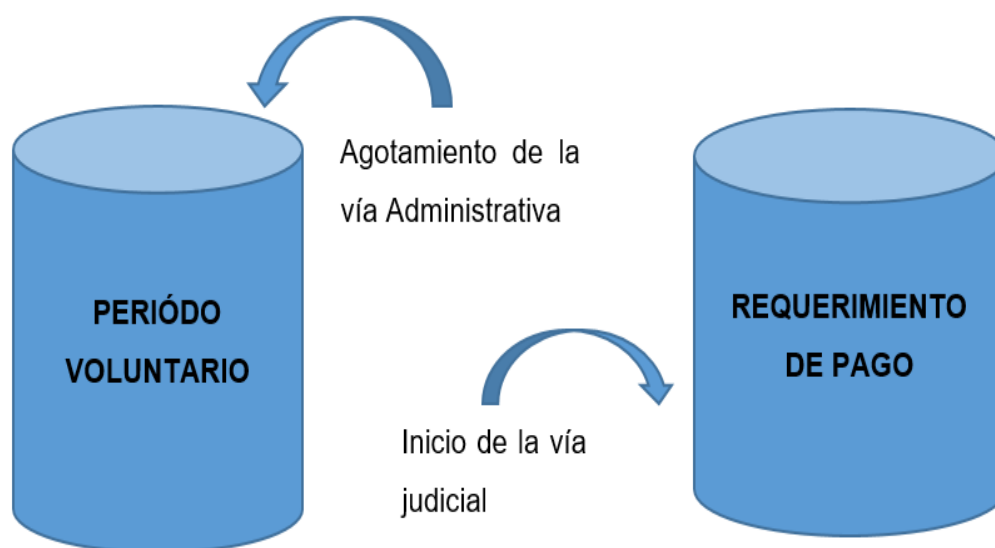 Agotamiento de la
vía Administrativa
PERIÓDO
VOLUNTARIO
REQUERIMIENTO
DE PAGO
Inicio de la vía
judicial